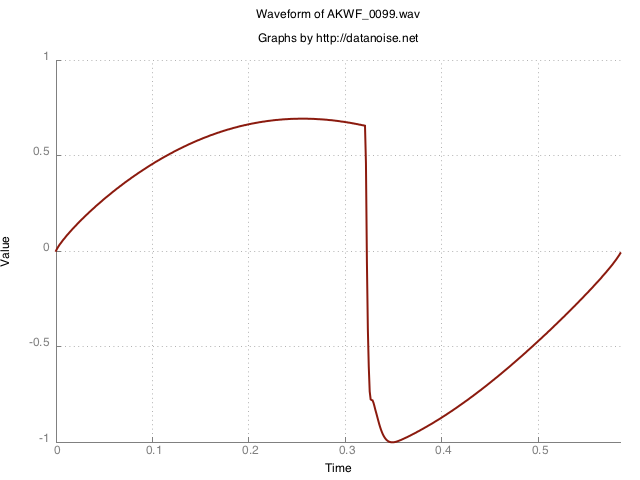 Waveform of AKWF_0099.wav
Graphs by http://datanoise.net
1
0.5
0
-0.5
-1
Value
0 0.1 0.2 0.3 0.4 0.5
Time